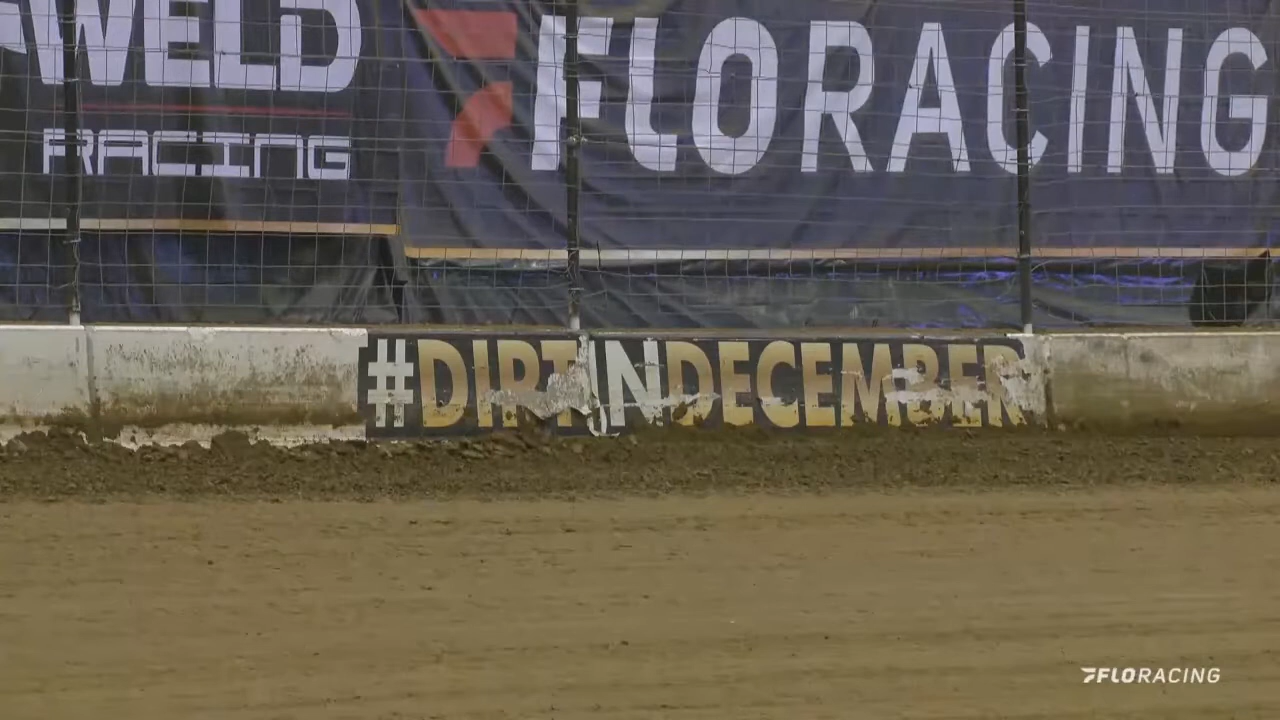 WELD
RACING
FLORACING
#DIRTINDECEMBER
FLORACING